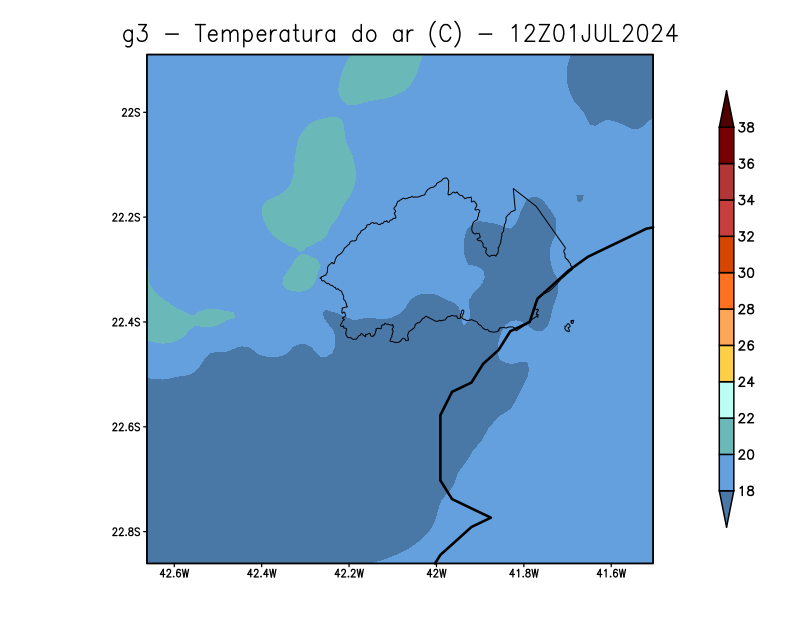 g3 - Temperatura do ar (C) - 12Z01JUL2024
22S
22.2S
22.4S
22.6S
22.8S
42.6W
42.4W
42.2W
42W
41.8W
41.6W
38
36
34
32
30
28
26
24
22
20
18